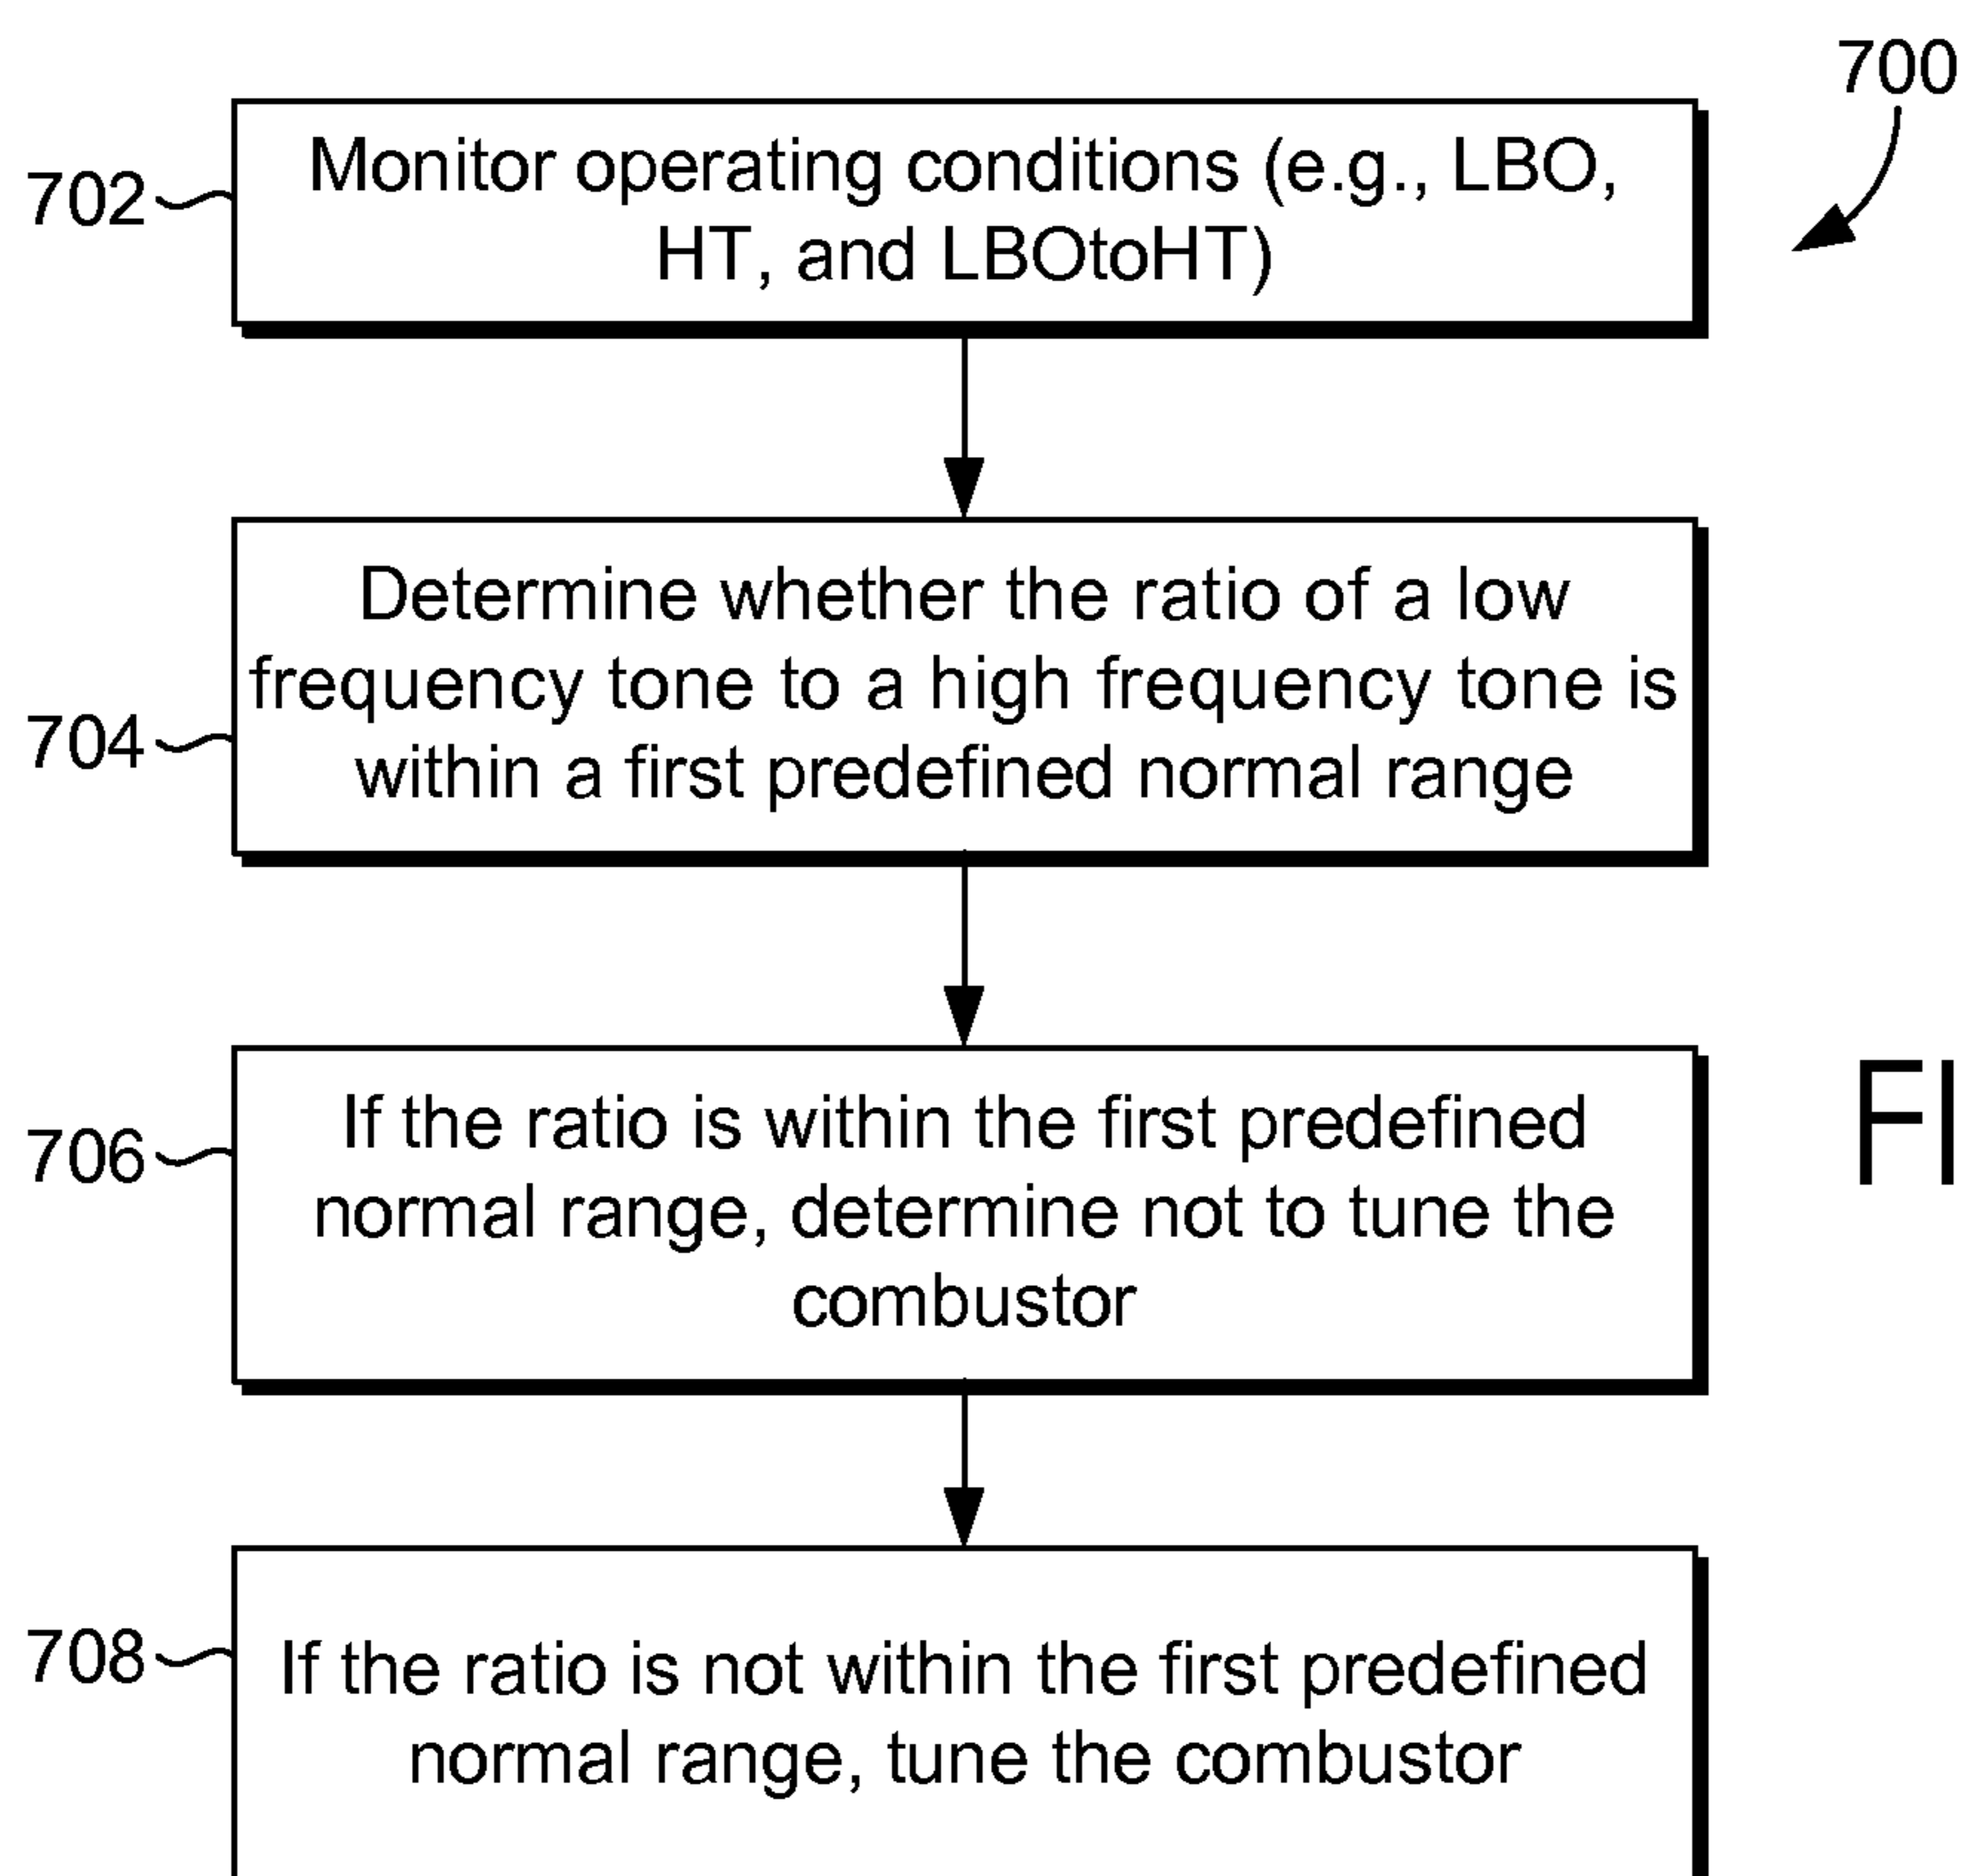 700
702
Monitor operating conditions (e.g., LBO,
HT, and LBOtoHT)
704
Determine whether the ratio of a low
frequency tone to a high frequency tone is
within a first predefined normal range
706
If the ratio is within the first predefined
normal range, determine not to tune the
combustor
FI
708
If the ratio is not within the first predefined
normal range, tune the combustor